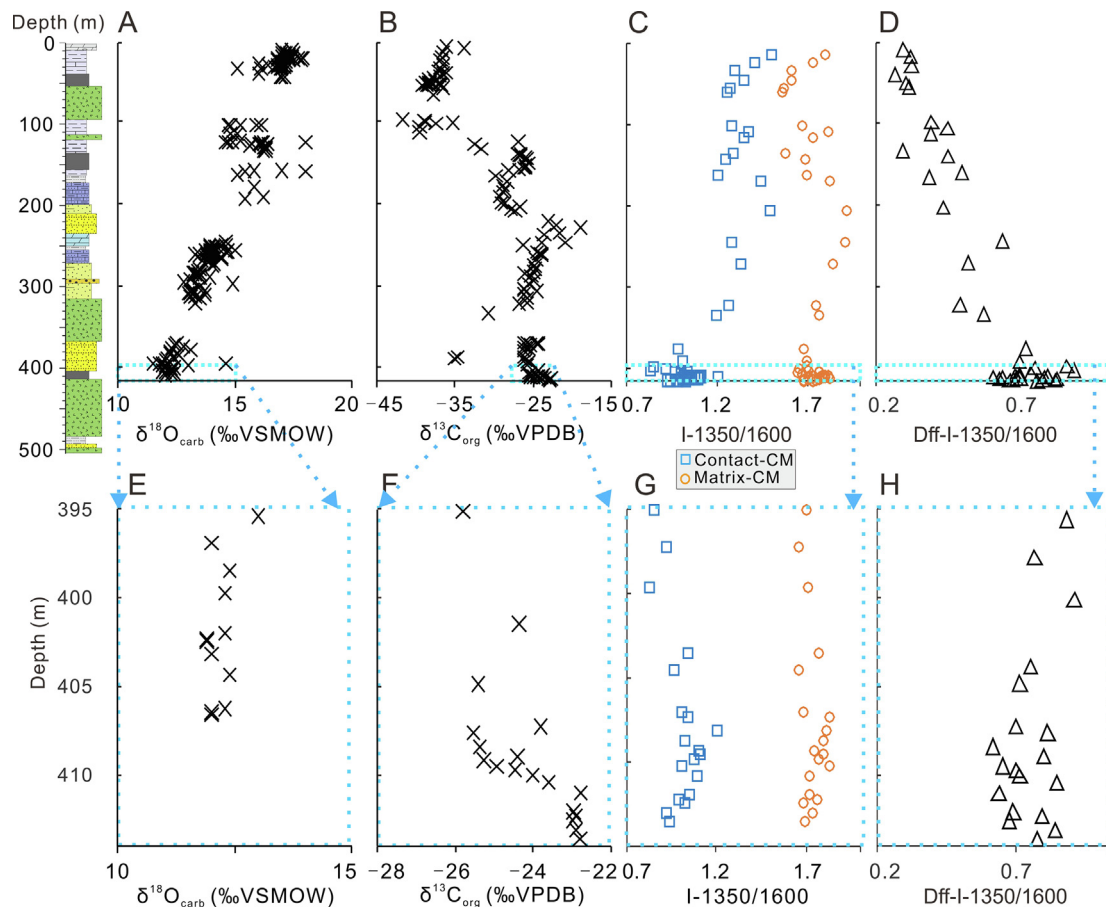 Depth (m)
A
B
C
D
0
100
200
300
400
500
10
15
20
−45
−35
−25
−15
0.7
1.2
1.7
0.2
0.7
δ¹⁸Ocarb (‰VSMOW)
δ¹³Corg (‰VPDB)
I-1350/1600
Dff-I-1350/1600
Contact-CM
Matrix-CM
E
F
G
H
395
400
405
410
Depth (m)
10
15
−28
−26
−24
−22
0.7
1.2
1.7
0.2
0.7
δ¹⁸Ocarb (‰VSMOW)
δ¹³Corg (‰VPDB)
I-1350/1600
Dff-I-1350/1600